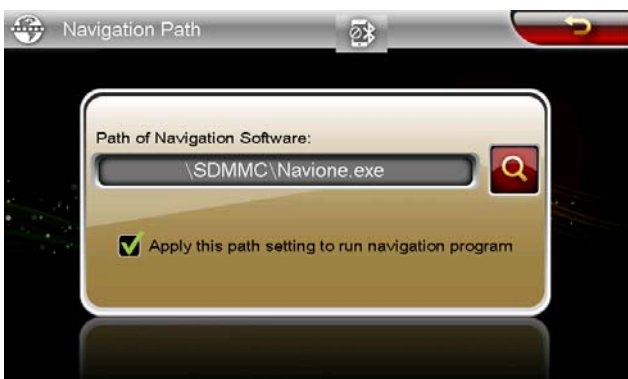 Navigation Path
Path of Navigation Software:
\SDMMC\Navione.exe
Apply this path setting to run navigation program